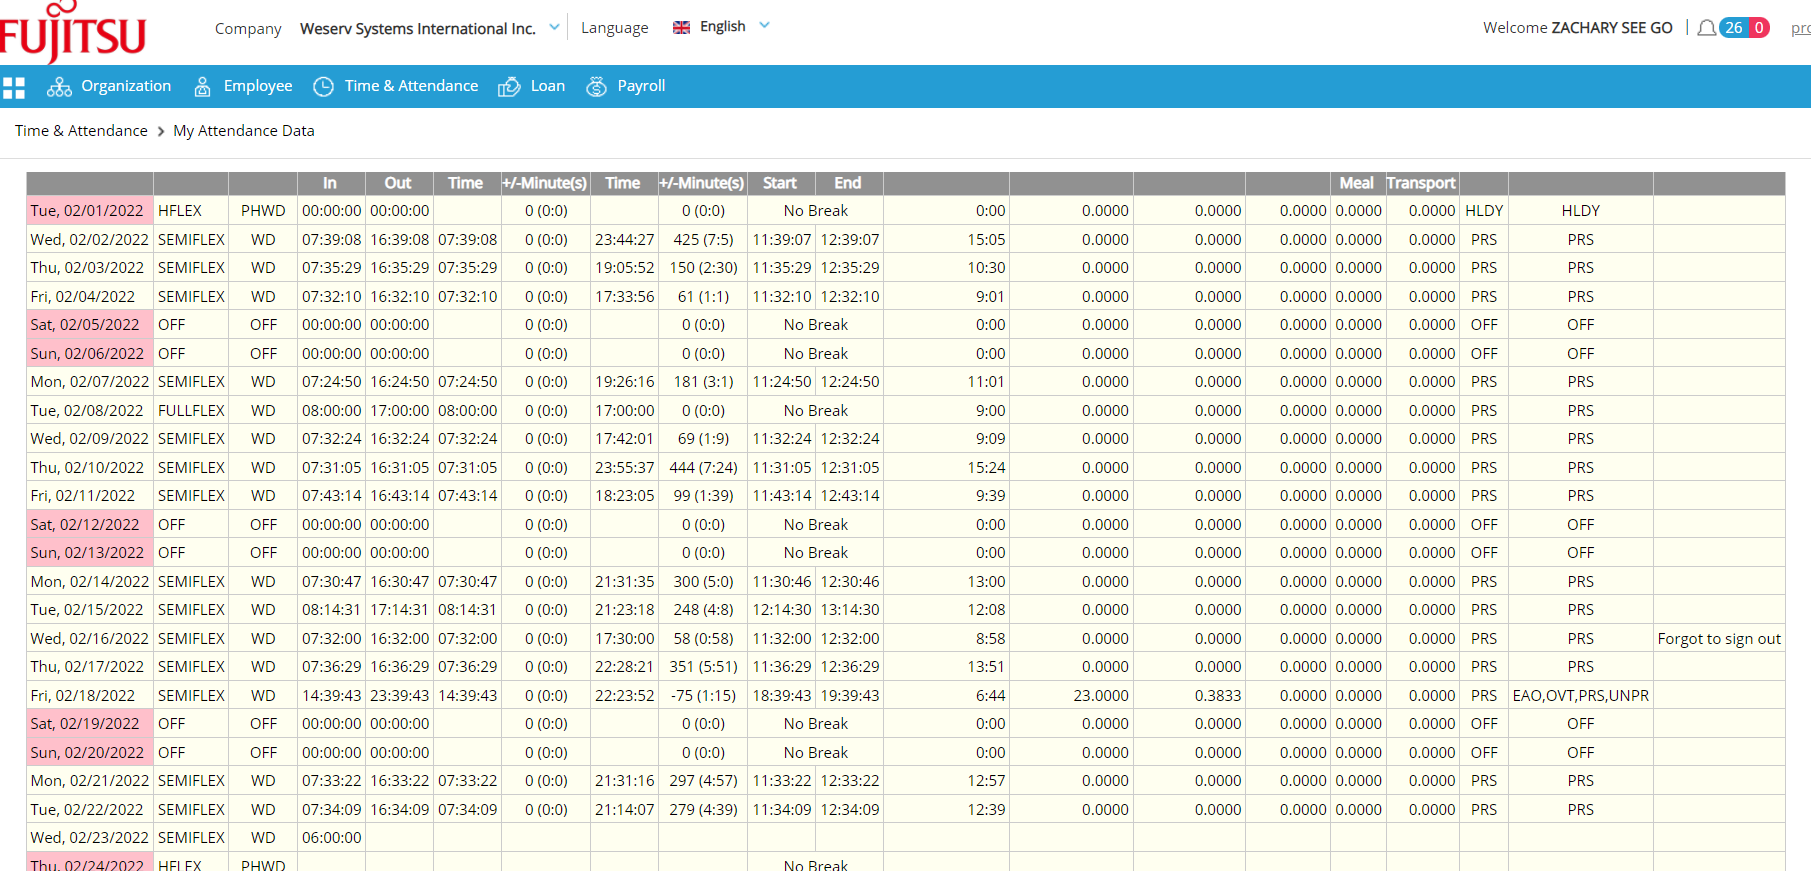 FUJITSU
Company Weserv Systems International Inc. Language English Welcome ZACHARY SEE GO | 26 0
Organization Employee Time & Attendance Loan Payroll
Time & Attendance > My Attendance Data
In Out Time +/-Minute(s) Time +/-Minute(s) Start End Meal Transport
Tue, 02/01/2022 HFLEX PHWD 00:00:00 00:00:00 0 (0:0) 0 (0:0) No Break 0:00 0.0000 0.0000 0.0000 0.0000 0.0000 HLDY HLDY
Wed, 02/02/2022 SEMIFLEX WD 07:39:08 16:39:08 07:39:08 0 (0:0) 23:44:27 425 (7:5) 11:39:07 12:39:07 15:05 0.0000 0.0000 0.0000 0.0000 0.0000 PRS PRS
Thu, 02/03/2022 SEMIFLEX WD 07:35:29 16:35:29 07:35:29 0 (0:0) 19:05:52 150 (2:30) 11:35:29 12:35:29 10:30 0.0000 0.0000 0.0000 0.0000 0.0000 PRS PRS
Fri, 02/04/2022 SEMIFLEX WD 07:32:10 16:32:10 07:32:10 0 (0:0) 17:33:56 61 (1:1) 11:32:10 12:32:10 9:01 0.0000 0.0000 0.0000 0.0000 0.0000 PRS PRS
Sat, 02/05/2022 OFF OFF 00:00:00 00:00:00 0 (0:0) 0 (0:0) No Break 0:00 0.0000 0.0000 0.0000 0.0000 0.0000 OFF OFF
Sun, 02/06/2022 OFF OFF 00:00:00 00:00:00 0 (0:0) 0 (0:0) No Break 0:00 0.0000 0.0000 0.0000 0.0000 0.0000 OFF OFF
Mon, 02/07/2022 SEMIFLEX WD 07:24:50 16:24:50 07:24:50 0 (0:0) 19:26:16 181 (3:1) 11:24:50 12:24:50 11:01 0.0000 0.0000 0.0000 0.0000 0.0000 PRS PRS
Tue, 02/08/2022 FULLFLEX WD 08:00:00 17:00:00 08:00:00 0 (0:0) 17:00:00 0 (0:0) No Break 9:00 0.0000 0.0000 0.0000 0.0000 0.0000 PRS PRS
Wed, 02/09/2022 SEMIFLEX WD 07:32:24 16:32:24 07:32:24 0 (0:0) 17:42:01 69 (1:9) 11:32:24 12:32:24 9:09 0.0000 0.0000 0.0000 0.0000 0.0000 PRS PRS
Thu, 02/10/2022 SEMIFLEX WD 07:31:05 16:31:05 07:31:05 0 (0:0) 23:55:37 444 (7:24) 11:31:05 12:31:05 15:24 0.0000 0.0000 0.0000 0.0000 0.0000 PRS PRS
Fri, 02/11/2022 SEMIFLEX WD 07:43:14 16:43:14 07:43:14 0 (0:0) 18:23:05 99 (1:39) 11:43:14 12:43:14 9:39 0.0000 0.0000 0.0000 0.0000 0.0000 PRS PRS
Sat, 02/12/2022 OFF OFF 00:00:00 00:00:00 0 (0:0) 0 (0:0) No Break 0:00 0.0000 0.0000 0.0000 0.0000 0.0000 OFF OFF
Sun, 02/13/2022 OFF OFF 00:00:00 00:00:00 0 (0:0) 0 (0:0) No Break 0:00 0.0000 0.0000 0.0000 0.0000 0.0000 OFF OFF
Mon, 02/14/2022 SEMIFLEX WD 07:30:47 16:30:47 07:30:47 0 (0:0) 21:31:35 300 (5:0) 11:30:46 12:30:46 13:00 0.0000 0.0000 0.0000 0.0000 0.0000 PRS PRS
Tue, 02/15/2022 SEMIFLEX WD 08:14:31 17:14:31 08:14:31 0 (0:0) 21:23:18 248 (4:8) 12:14:30 13:14:30 12:08 0.0000 0.0000 0.0000 0.0000 0.0000 PRS PRS
Wed, 02/16/2022 SEMIFLEX WD 07:32:00 16:32:00 07:32:00 0 (0:0) 17:30:00 58 (0:58) 11:32:00 12:32:00 8:58 0.0000 0.0000 0.0000 0.0000 0.0000 PRS PRS Forgot to sign out
Thu, 02/17/2022 SEMIFLEX WD 07:36:29 16:36:29 07:36:29 0 (0:0) 22:28:21 351 (5:51) 11:36:29 12:36:29 13:51 0.0000 0.0000 0.0000 0.0000 0.0000 PRS PRS
Fri, 02/18/2022 SEMIFLEX WD 14:39:43 23:39:43 14:39:43 0 (0:0) 22:23:52 -75 (1:15) 18:39:43 19:39:43 6:44 23.0000 0.3833 0.0000 0.0000 0.0000 PRS EAO,OVT,PRS,UNPR
Sat, 02/19/2022 OFF OFF 00:00:00 00:00:00 0 (0:0) 0 (0:0) No Break 0:00 0.0000 0.0000 0.0000 0.0000 0.0000 OFF OFF
Sun, 02/20/2022 OFF OFF 00:00:00 00:00:00 0 (0:0) 0 (0:0) No Break 0:00 0.0000 0.0000 0.0000 0.0000 0.0000 OFF OFF
Mon, 02/21/2022 SEMIFLEX WD 07:33:22 16:33:22 07:33:22 0 (0:0) 21:31:16 297 (4:57) 11:33:22 12:33:22 12:57 0.0000 0.0000 0.0000 0.0000 0.0000 PRS PRS
Tue, 02/22/2022 SEMIFLEX WD 07:34:09 16:34:09 07:34:09 0 (0:0) 21:14:07 279 (4:39) 11:34:09 12:34:09 12:39 0.0000 0.0000 0.0000 0.0000 0.0000 PRS PRS
Wed, 02/23/2022 SEMIFLEX WD 06:00:00
Thu, 02/24/2022 HFLEX PHWD No Break